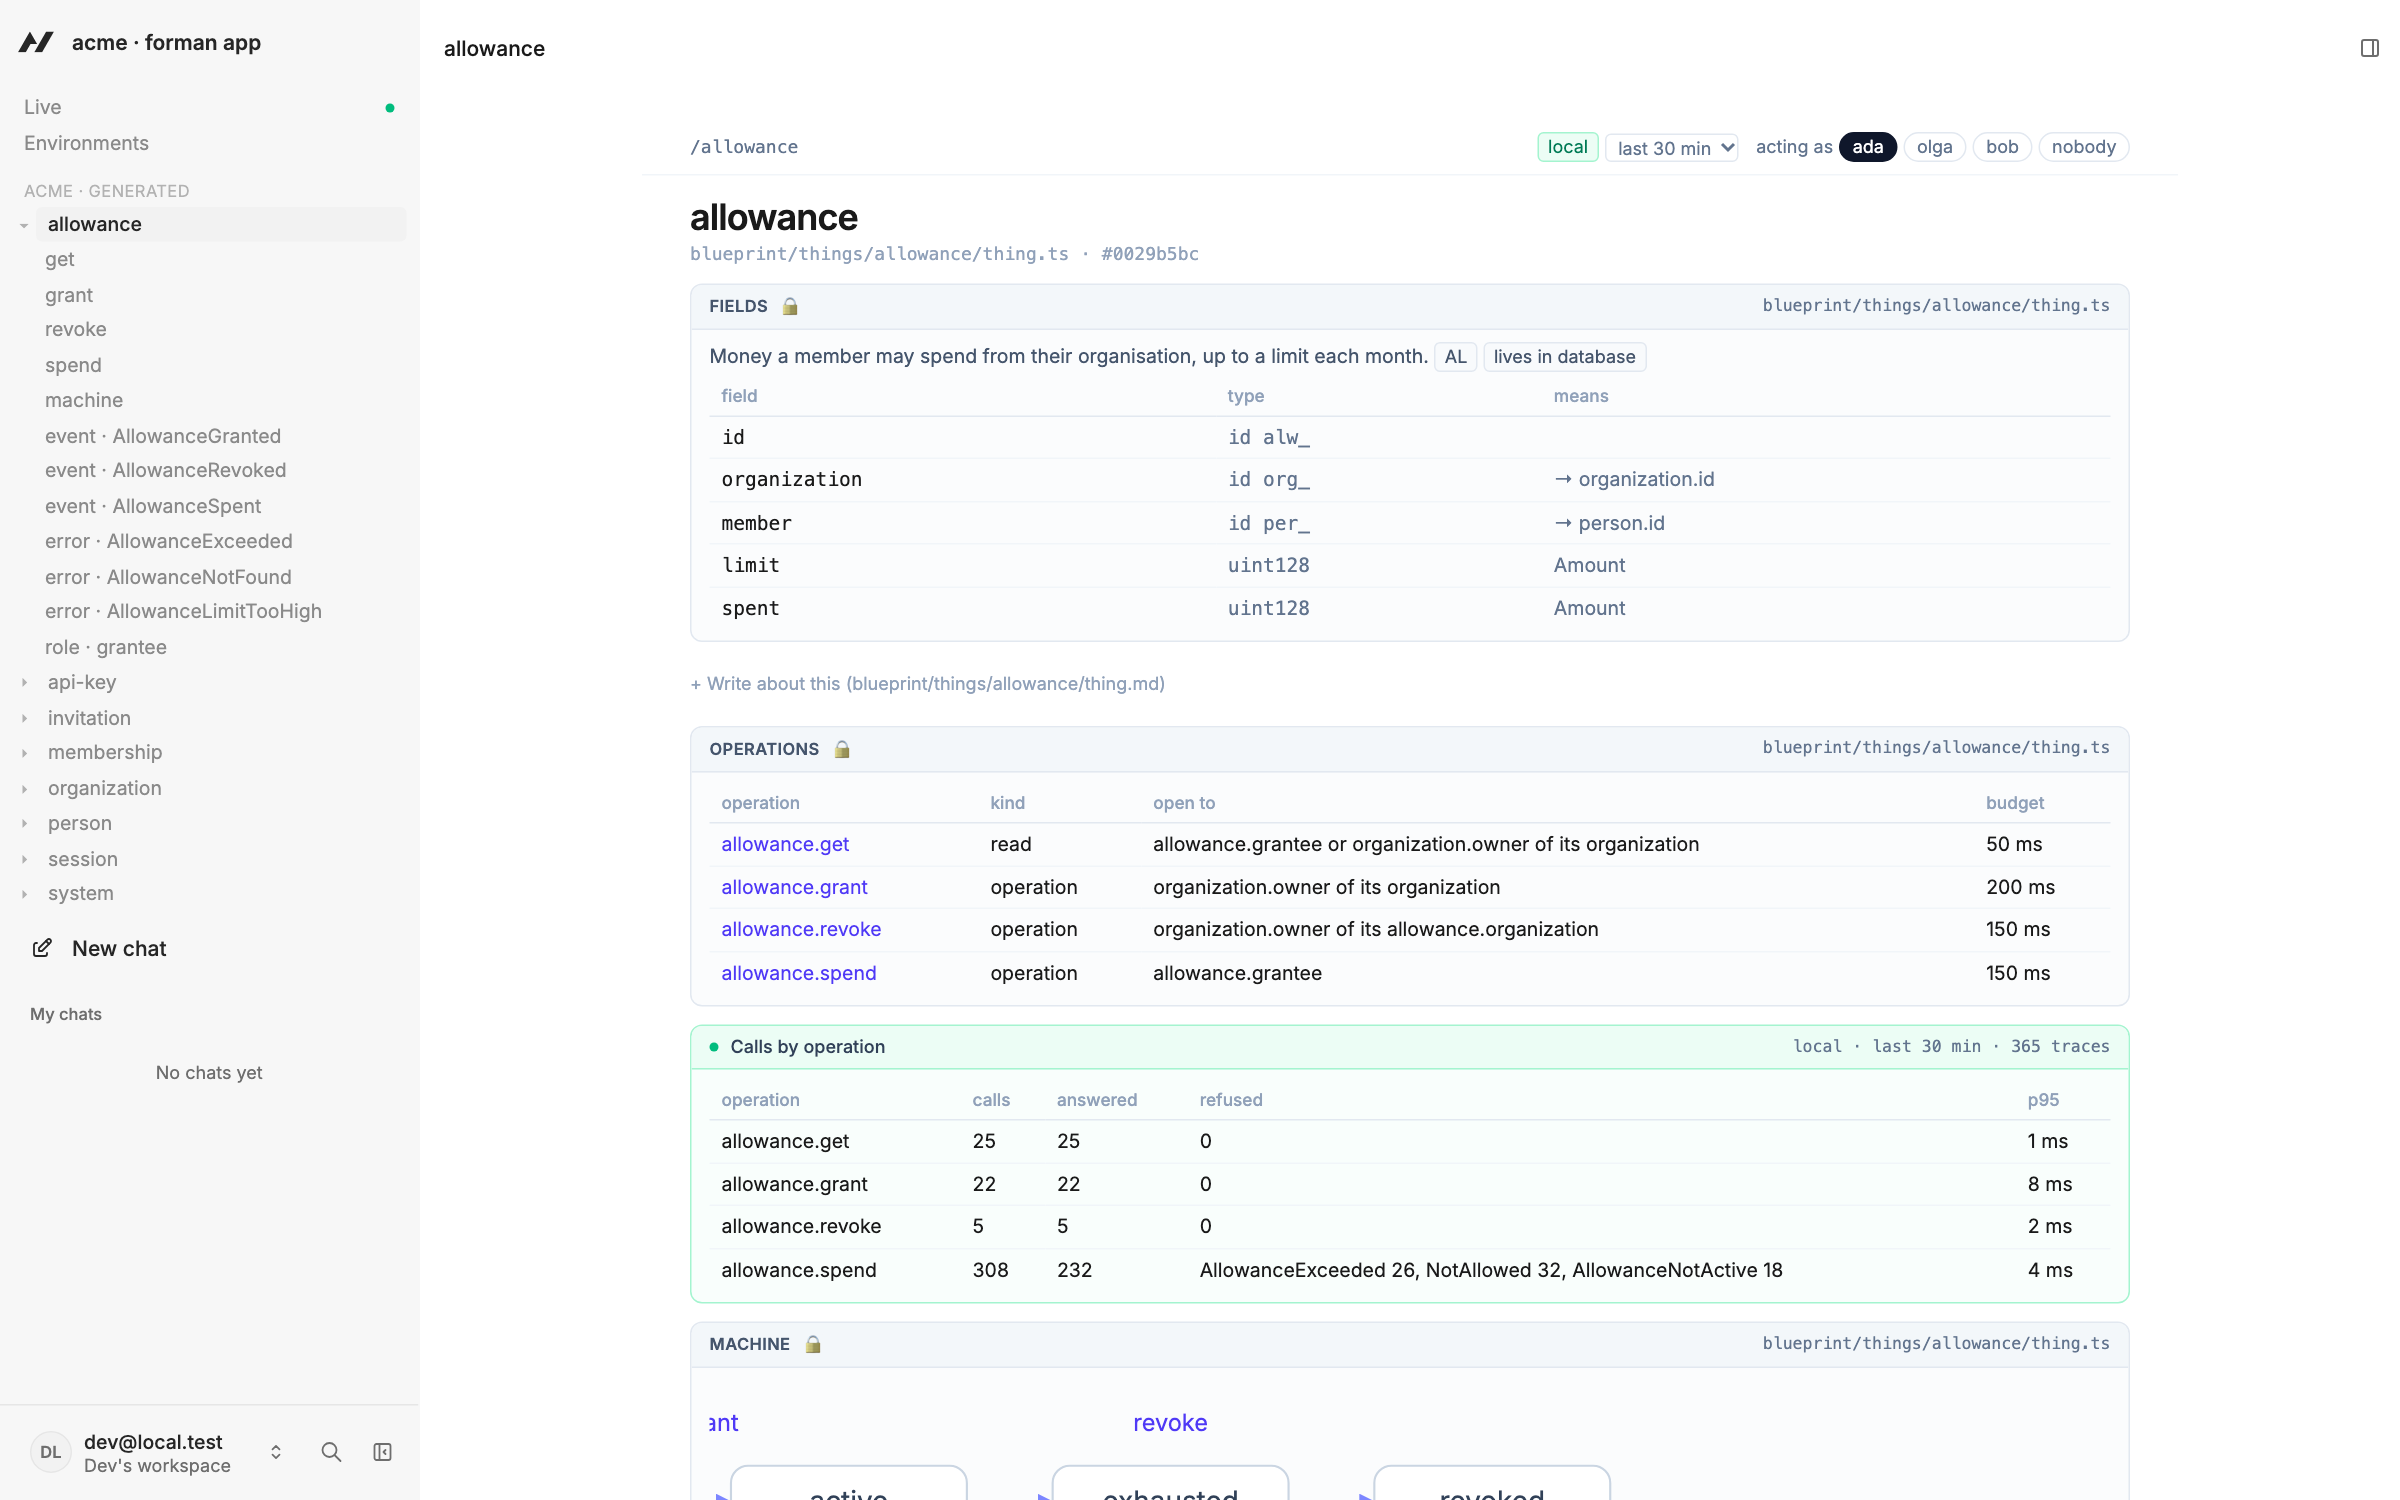 acme · forman app
Live
Environments
ACME · GENERATED
allowance
get
grant
revoke
spend
machine
event · AllowanceGranted
event · AllowanceRevoked
event · AllowanceSpent
error · AllowanceExceeded
error · AllowanceNotFound
error · AllowanceLimitTooHigh
role · grantee
api-key
invitation
membership
organization
person
session
system
New chat
My chats
No chats yet
DL
dev@local.test
Dev's workspace
allowance
/allowance
local last 30 min acting as ada olga bob nobody
allowance
blueprint/things/allowance/thing.ts · #0029b5bc
FIELDS blueprint/things/allowance/thing.ts
Money a member may spend from their organisation, up to a limit each month. AL lives in database
field type means
id id alw_
organization id org_ → organization.id
member id per_ → person.id
limit uint128 Amount
spent uint128 Amount
+ Write about this (blueprint/things/allowance/thing.md)
OPERATIONS blueprint/things/allowance/thing.ts
operation kind open to budget
allowance.get read allowance.grantee or organization.owner of its organization 50 ms
allowance.grant operation organization.owner of its organization 200 ms
allowance.revoke operation organization.owner of its allowance.organization 150 ms
allowance.spend operation allowance.grantee 150 ms
Calls by operation local · last 30 min · 365 traces
operation calls answered refused p95
allowance.get 25 25 0 1 ms
allowance.grant 22 22 0 8 ms
allowance.revoke 5 5 0 2 ms
allowance.spend 308 232 AllowanceExceeded 26, NotAllowed 32, AllowanceNotActive 18 4 ms
MACHINE blueprint/things/allowance/thing.ts
ant revoke
active exhausted revoked